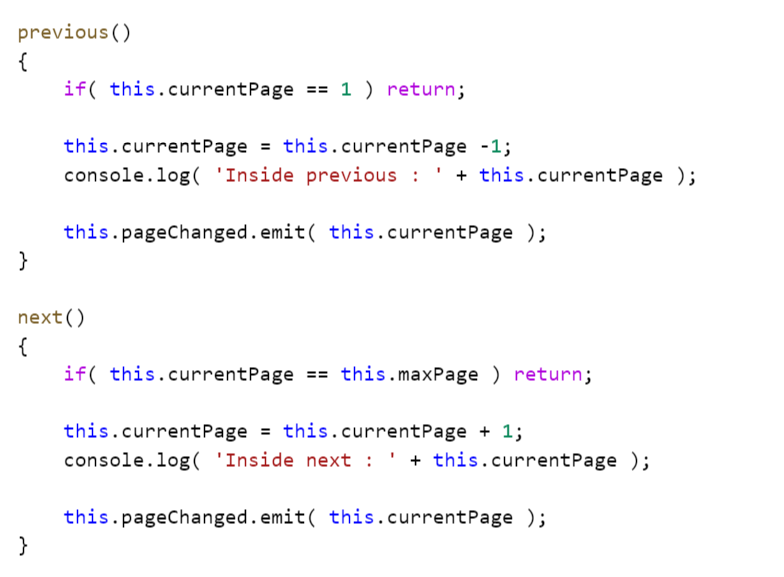 previous()
{
    if( this.currentPage == 1 ) return;

    this.currentPage = this.currentPage -1;
    console.log( 'Inside previous : ' + this.currentPage );

    this.pageChanged.emit( this.currentPage );
}

next()
{
    if( this.currentPage == this.maxPage ) return;

    this.currentPage = this.currentPage + 1;
    console.log( 'Inside next : ' + this.currentPage );

    this.pageChanged.emit( this.currentPage );
}